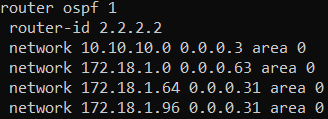 router ospf 1
router-id 2.2.2.2
network 10.10.10.0 0.0.0.3 area 0
network 172.18.1.0 0.0.0.63 area 0
network 172.18.1.64 0.0.0.31 area 0
network 172.18.1.96 0.0.0.31 area 0